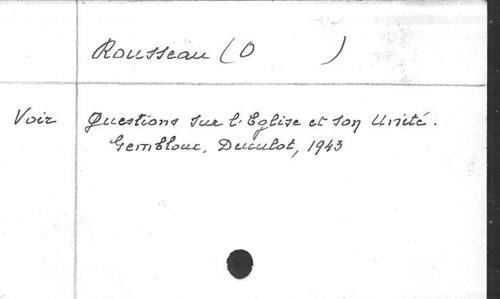 Rousseau (O )
Voir Questions sur l'Eglise et son Unité.
Gembloux, Duculot, 1943